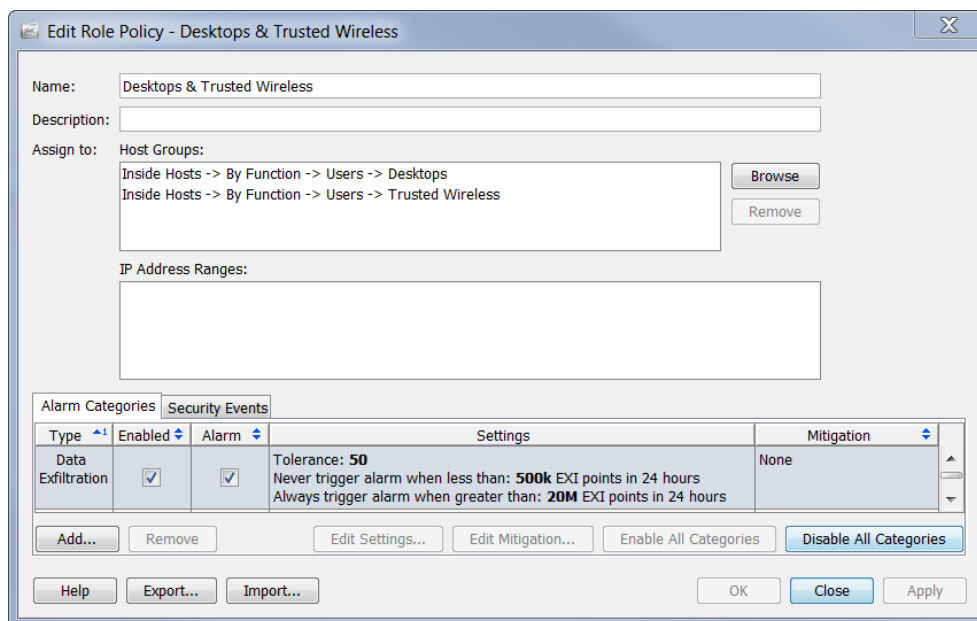 Edit Role Policy - Desktops & Trusted Wireless
Name: Desktops & Trusted Wireless
Description:
Assign to: Host Groups:
Inside Hosts -> By Function -> Users -> Desktops
Inside Hosts -> By Function -> Users -> Trusted Wireless
Browse
Remove
IP Address Ranges:
Alarm Categories Security Events
Type 1 Enabled Alarm Settings Mitigation
Data Exfiltration
Tolerance: 50
Never trigger alarm when less than: 500k EXI points in 24 hours
Always trigger alarm when greater than: 20M EXI points in 24 hours
None
Add... Remove Edit Settings... Edit Mitigation... Enable All Categories Disable All Categories
Help Export... Import... OK Close Apply